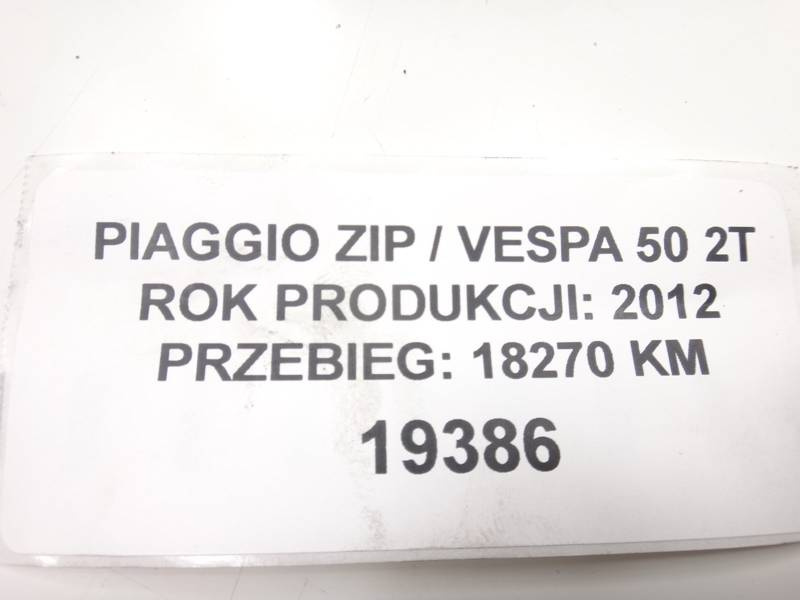 PIAGGIO ZIP / VESPA 50 2T
ROK PRODUKCJI: 2012
PRZEBIEG: 18270 KM
19386